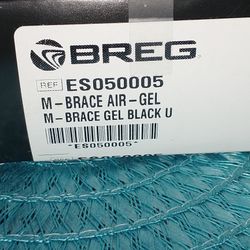 BREG
REF ES050005
M-BRACE AIR-GEL
M-BRACE GEL BLACK U
*ES050005*